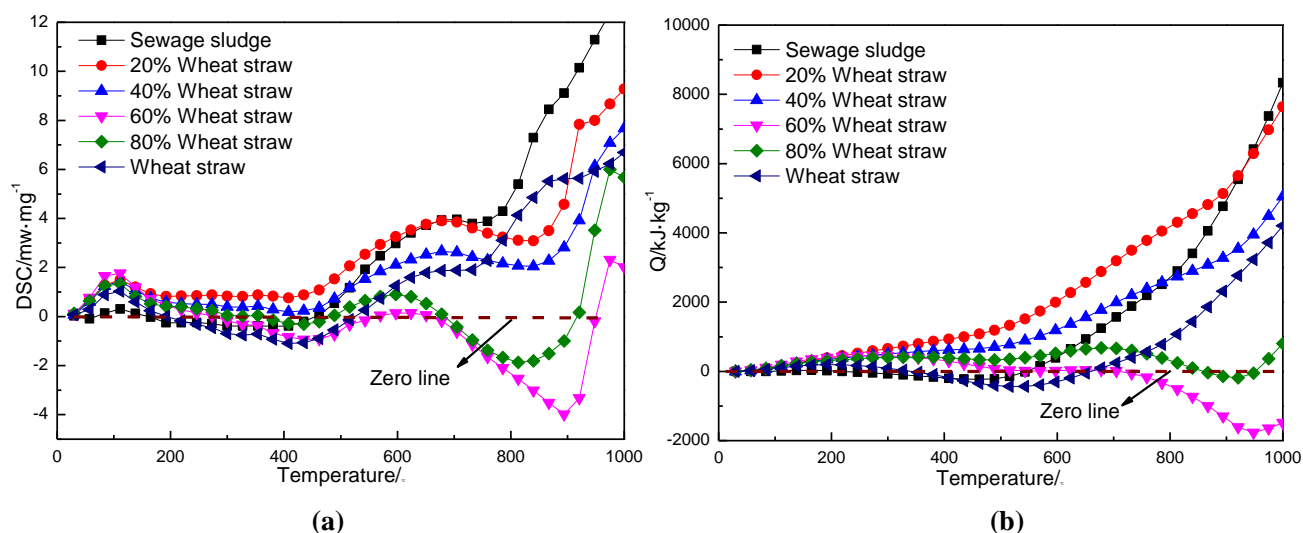 12
10
8
6
4
2
0
-2
-4
DSC/mw·mg⁻¹
Sewage sludge
20% Wheat straw
40% Wheat straw
60% Wheat straw
80% Wheat straw
Wheat straw
Zero line
0 200 400 600 800 1000
Temperature/
(a)
10000
8000
6000
4000
2000
0
-2000
Q/kJ·kg⁻¹
Sewage sludge
20% Wheat straw
40% Wheat straw
60% Wheat straw
80% Wheat straw
Wheat straw
Zero line
0 200 400 600 800 1000
Temperature/
(b)